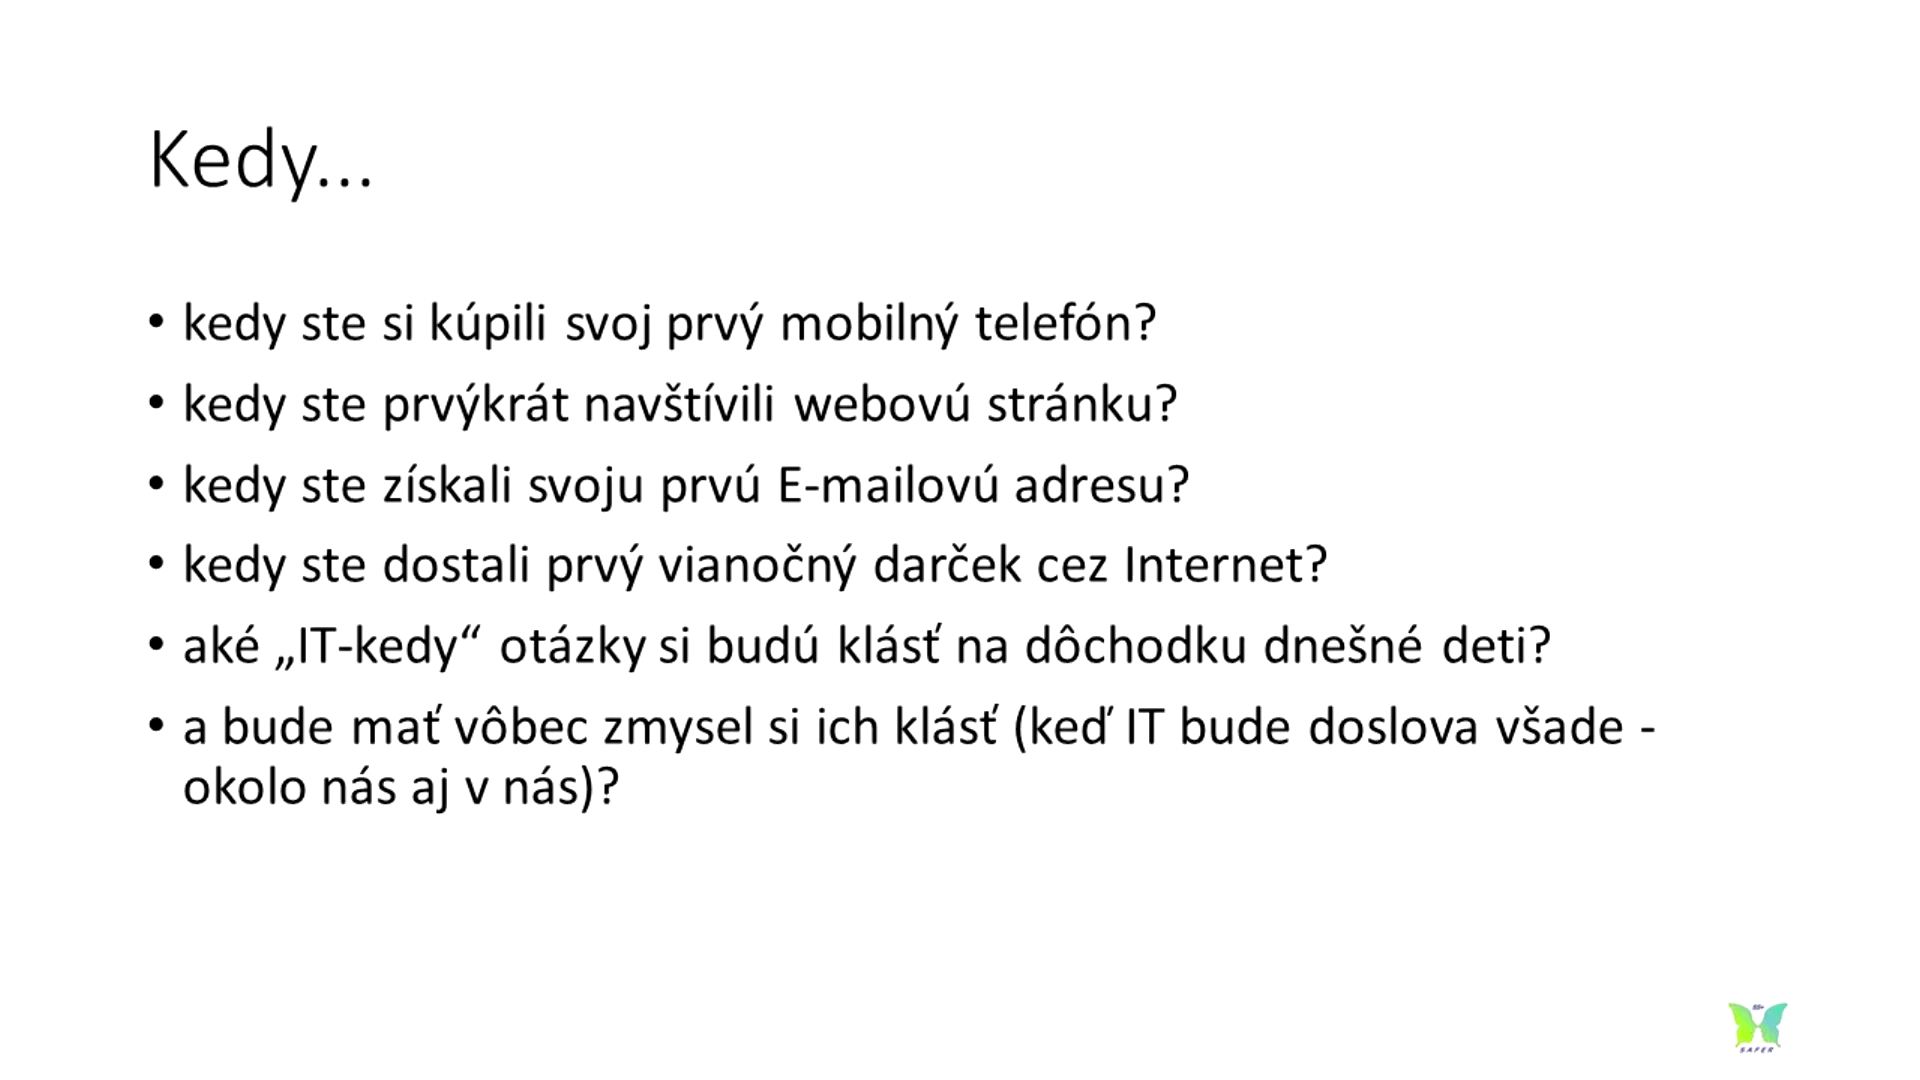 Kedy...
• kedy ste si kúpili svoj prvý mobilný telefón?
• kedy ste prvýkrát navštívili webovú stránku?
• kedy ste získali svoju prvú E-mailovú adresu?
• kedy ste dostali prvý vianočný darček cez Internet?
• aké „IT-kedy“ otázky si budú klásť na dôchodku dnešné deti?
• a bude mať vôbec zmysel si ich klásť (keď IT bude doslova všade -
okolo nás aj v nás)?
55+
SAFER